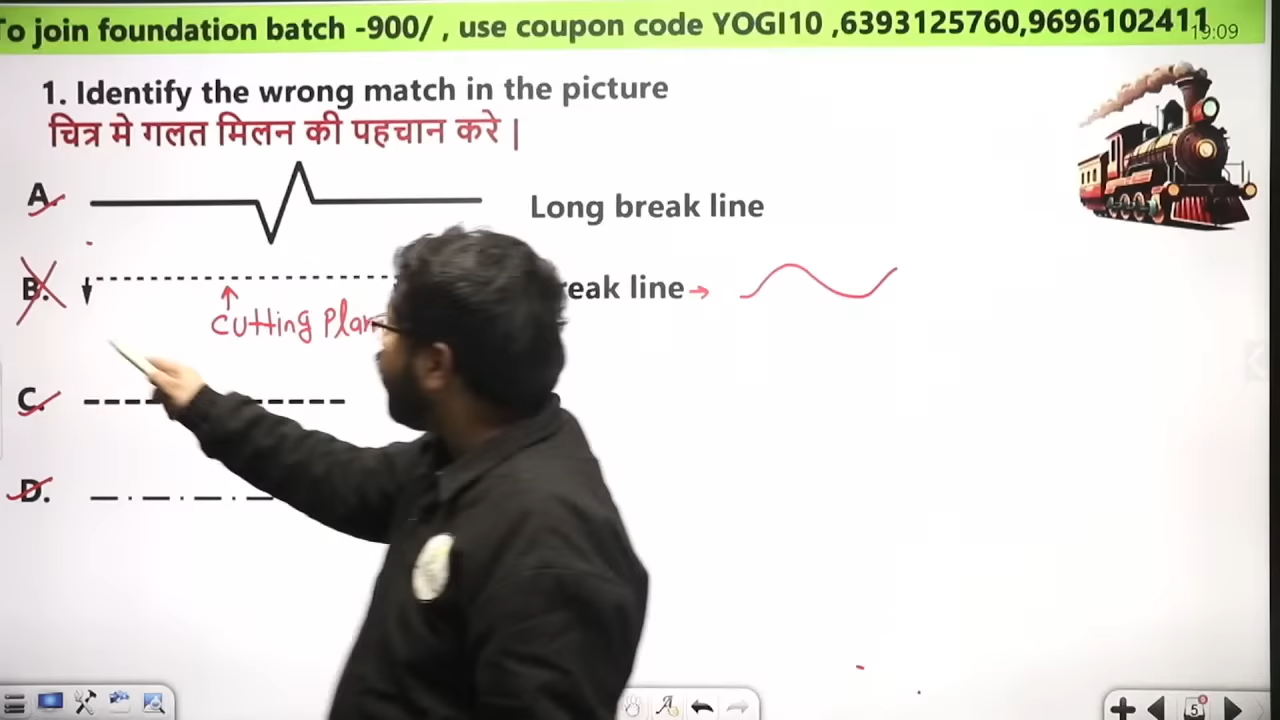 To join foundation batch -900/ , use coupon code YOGI10 ,6393125760,9696102411
19:09
1. Identify the wrong match in the picture
चित्र मे गलत मिलन की पहचान करे |
A. Long break line
B. line →
Cutting
C.
D.
5